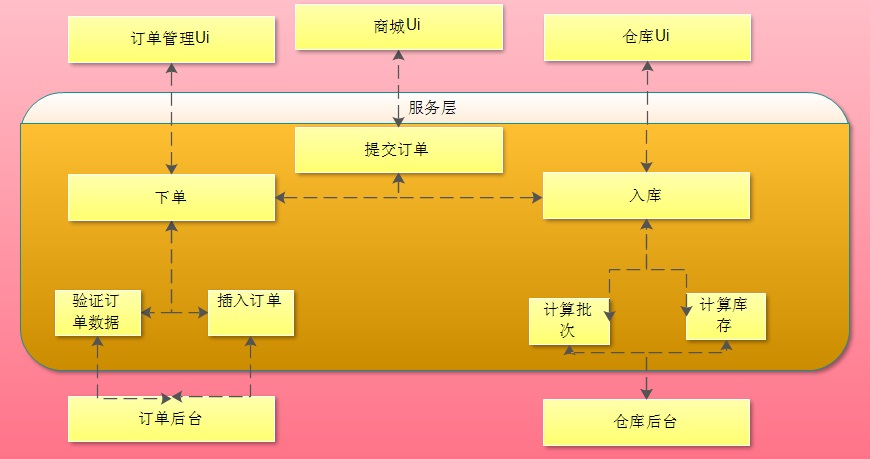 订单管理Ui
商城Ui
仓库Ui
服务层
提交订单
下单
入库
验证订
单数据
插入订单
计算批
次
计算库
存
订单后台
仓库后台